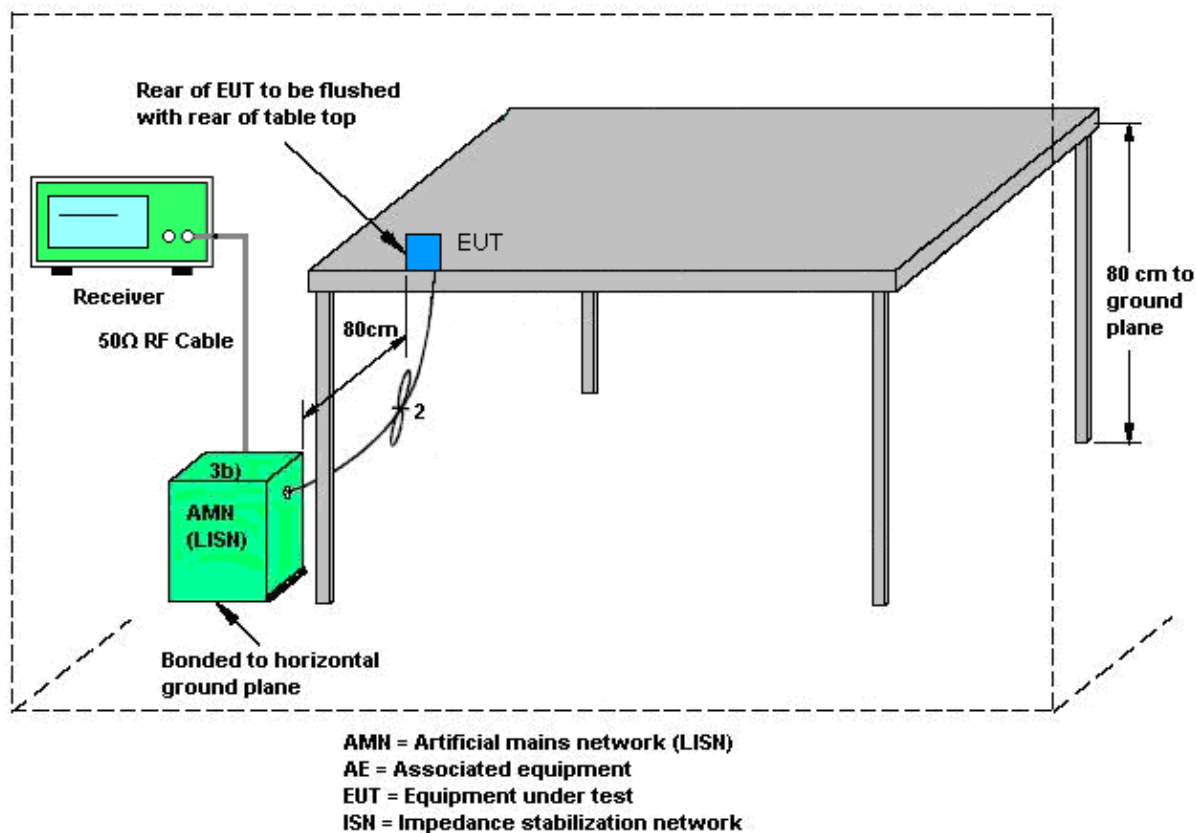 Rear of EUT to be flushed
with rear of table top
EUT
Receiver
50Ω RF Cable
80cm
80 cm to
ground
plane
2
3b)
AMN
(LISN)
Bonded to horizontal
ground plane
AMN = Artificial mains network (LISN)
AE = Associated equipment
EUT = Equipment under test
ISN = Impedance stabilization network